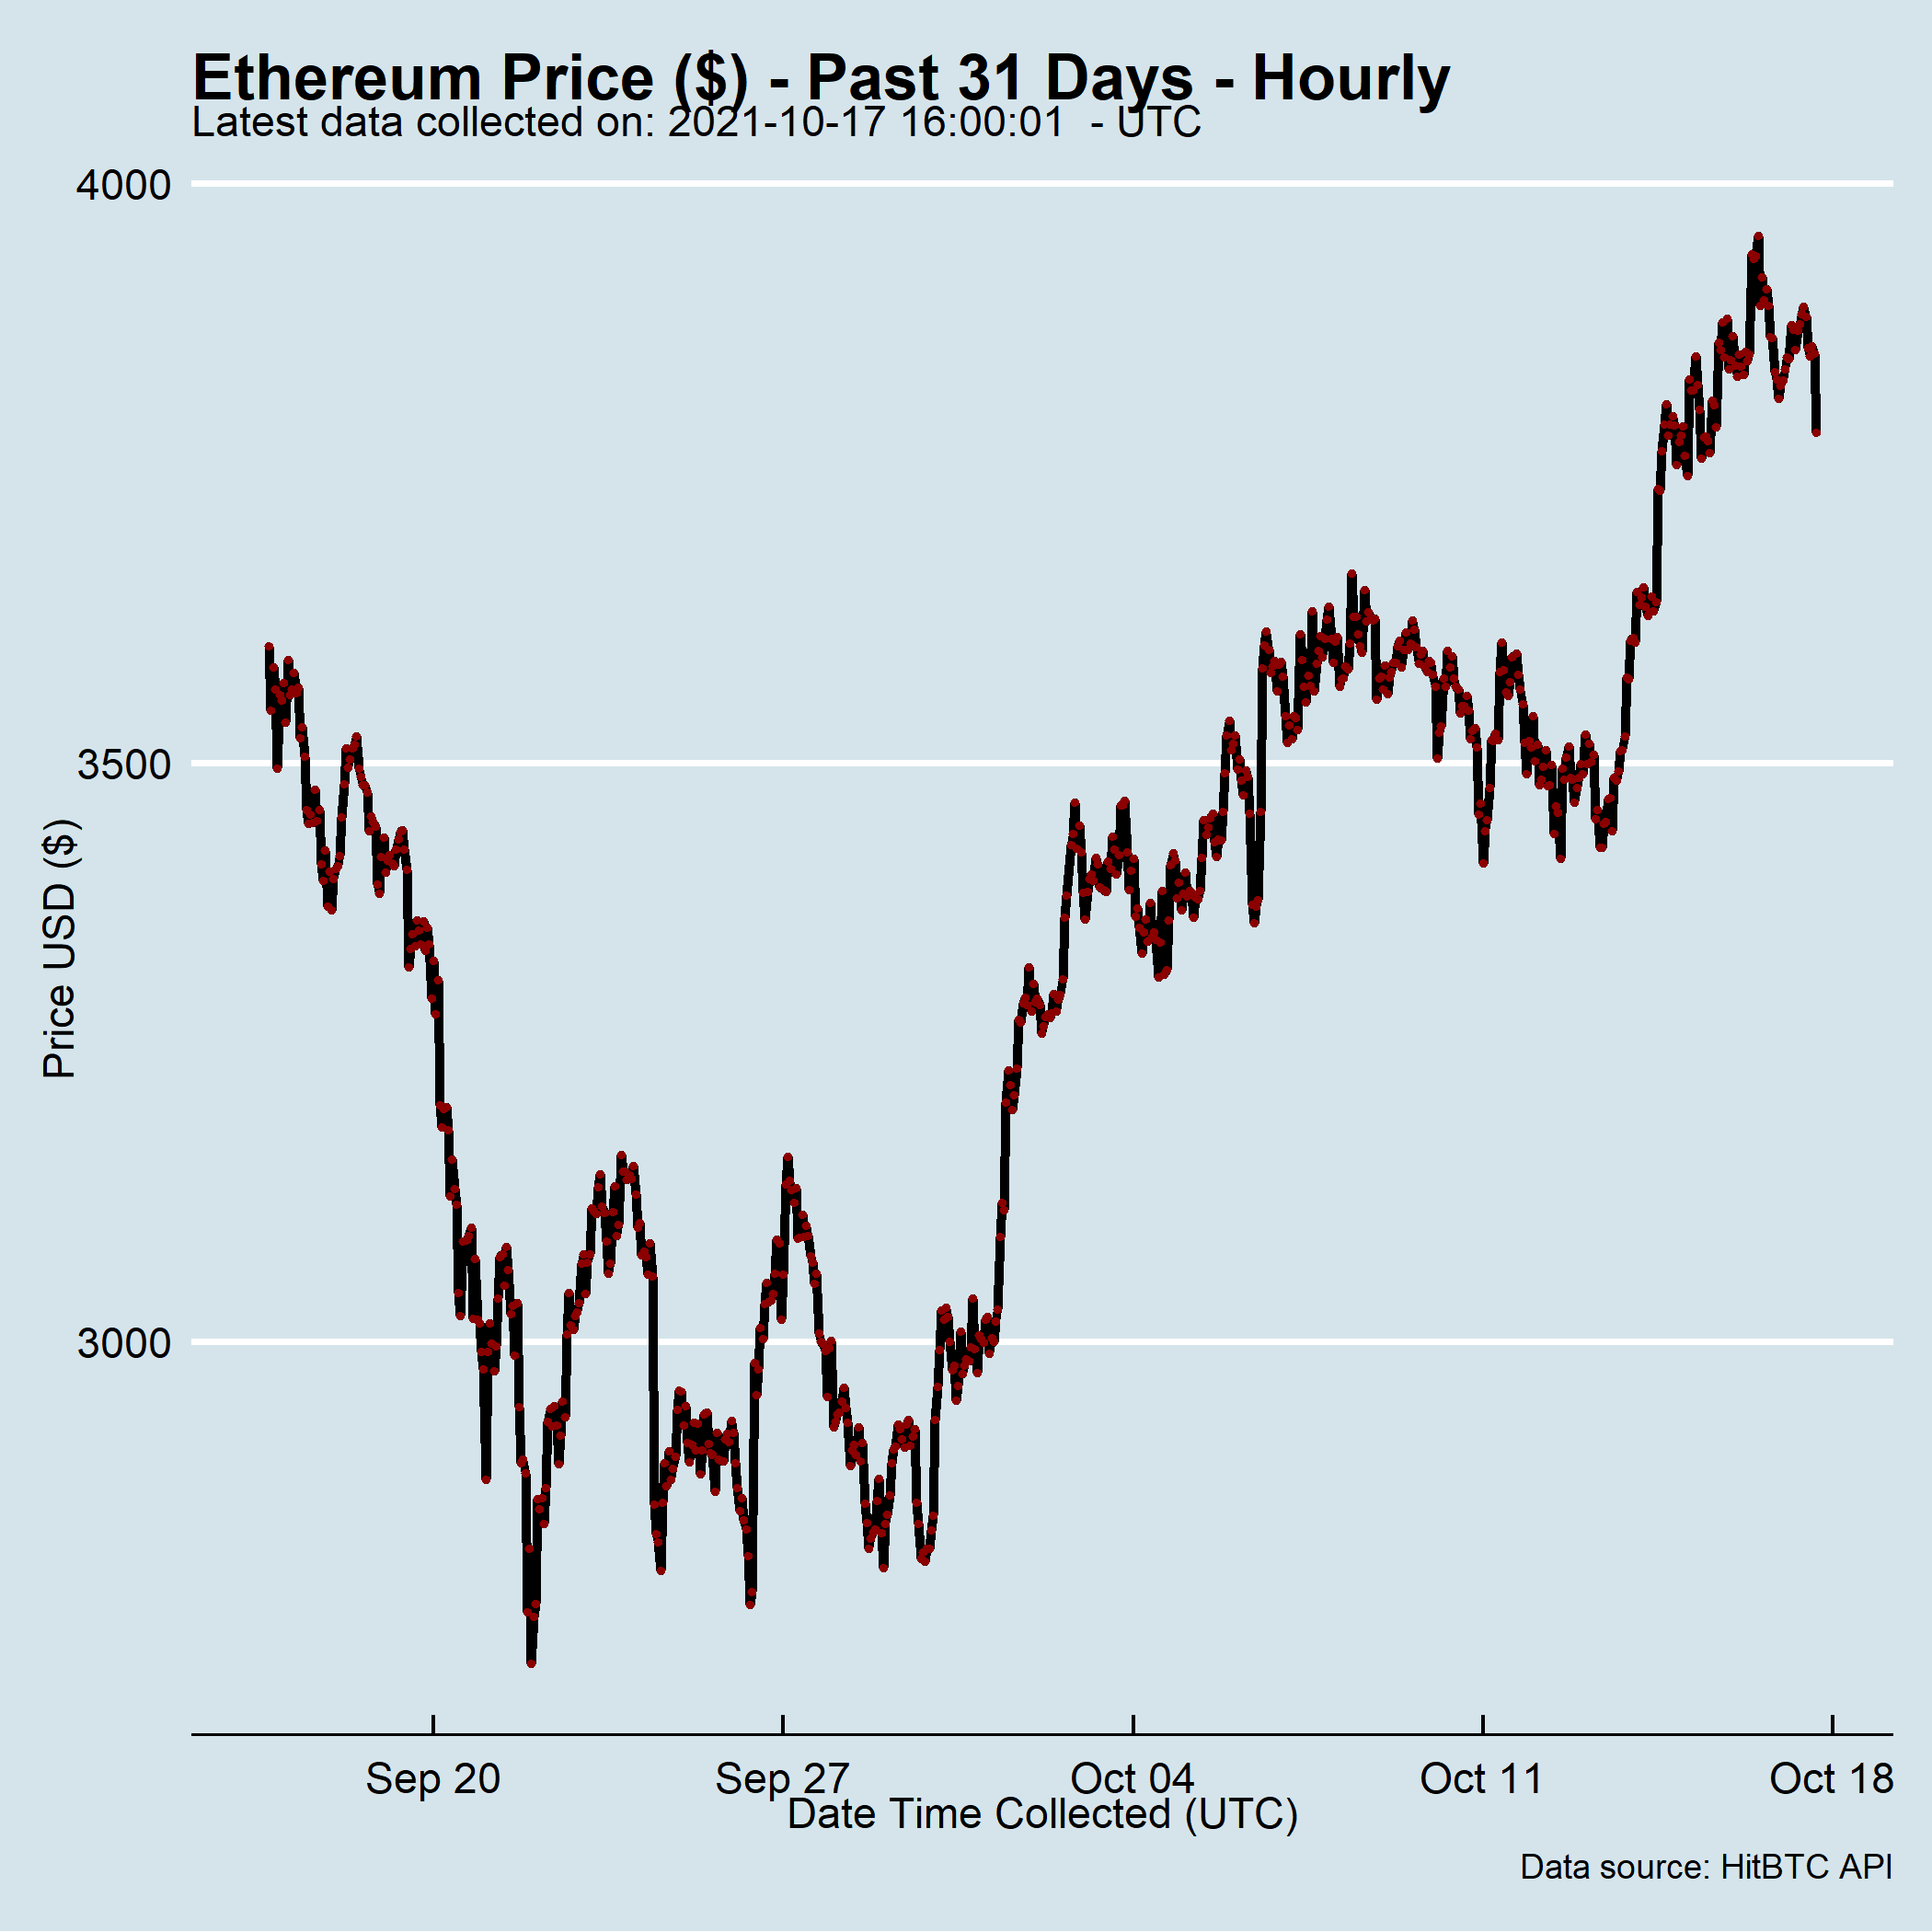 Ethereum Price ($) - Past 31 Days - Hourly
Latest data collected on: 2021-10-17 16:00:01  - UTC
4000
3500
3000
Price USD ($)
Sep 20 Sep 27 Oct 04 Oct 11 Oct 18
Date Time Collected (UTC)
Data source: HitBTC API